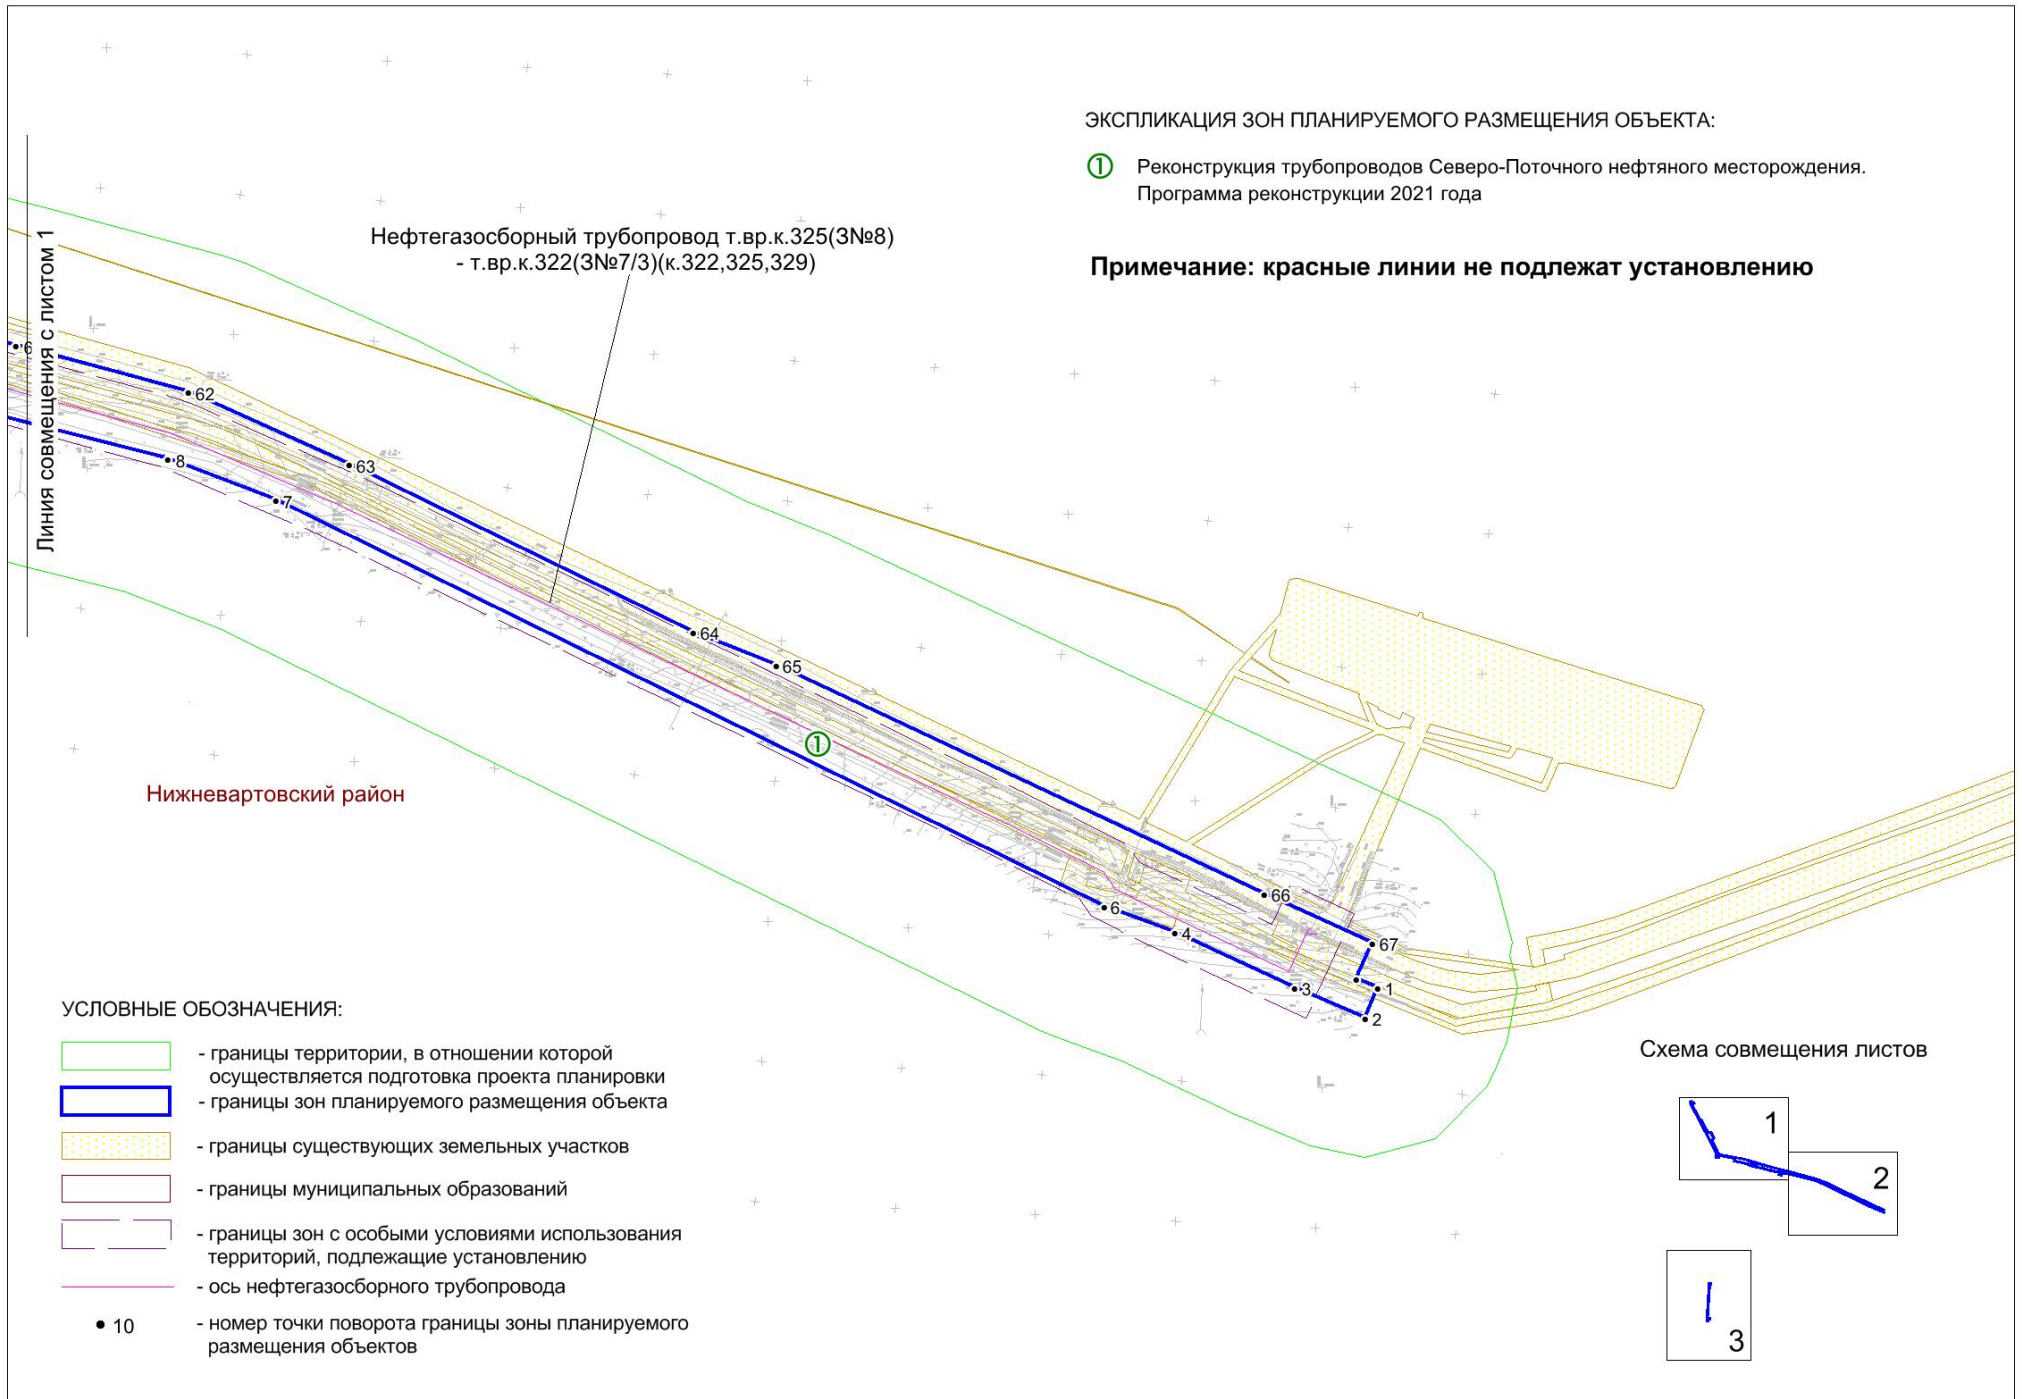 ЭКСПЛИКАЦИЯ ЗОН ПЛАНИРУЕМОГО РАЗМЕЩЕНИЯ ОБЪЕКТА:
1 Реконструкция трубопроводов Северо-Поточного нефтяного месторождения.
Программа реконструкции 2021 года
Примечание: красные линии не подлежат установлению
Нефтегазосборный трубопровод т.вр.к.325(ЗNº8)
- т.вр.к.322(ЗNº7/3)(к.322,325,329)
Линия совмещения с листом 1
6
62
63
8
7
64
65
1
66
6
4
67
3
1
2
Нижневартовский район
УСЛОВНЫЕ ОБОЗНАЧЕНИЯ:
- границы территории, в отношении которой
осуществляется подготовка проекта планировки
- границы зон планируемого размещения объекта
- границы существующих земельных участков
- границы муниципальных образований
- границы зон с особыми условиями использования
территорий, подлежащие установлению
- ось нефтегазосборного трубопровода
10 - номер точки поворота границы зоны планируемого
размещения объектов
Схема совмещения листов
1
2
3